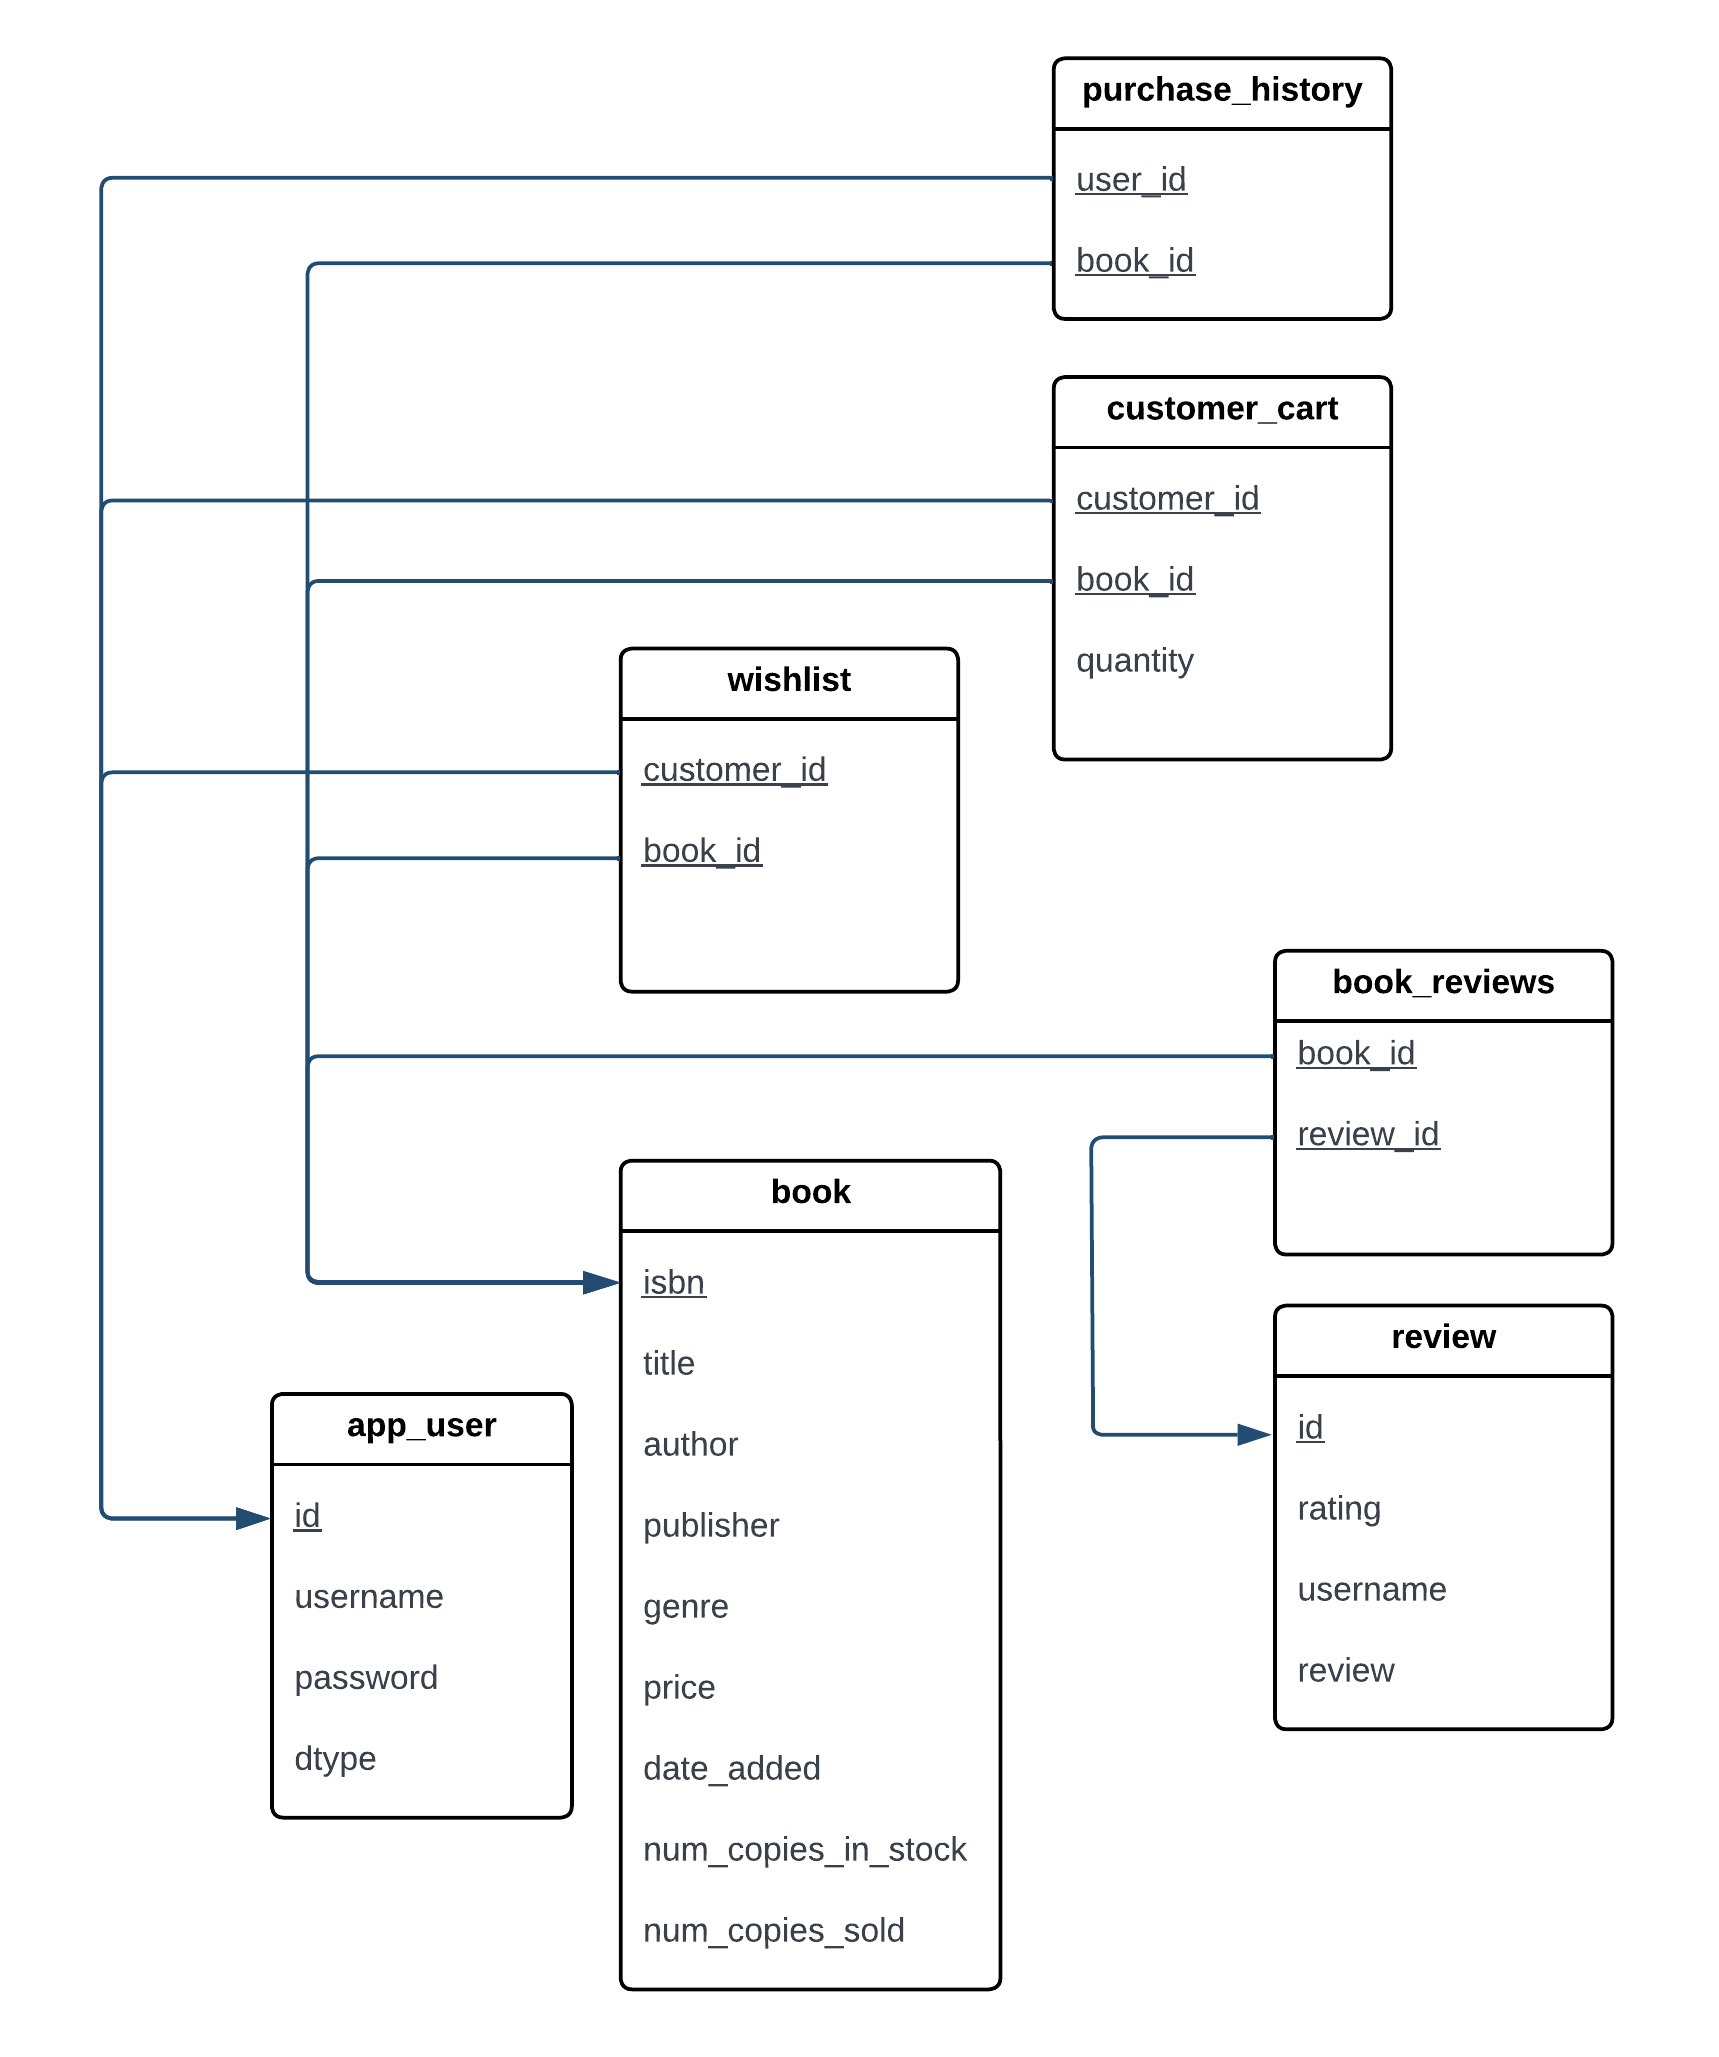 purchase_history
user_id
book_id
customer_cart
customer_id
book_id
quantity
wishlist
customer_id
book_id
book_reviews
book_id
review_id
book
isbn
title
author
publisher
genre
price
date_added
num_copies_in_stock
num_copies_sold
review
id
rating
username
review
app_user
id
username
password
dtype